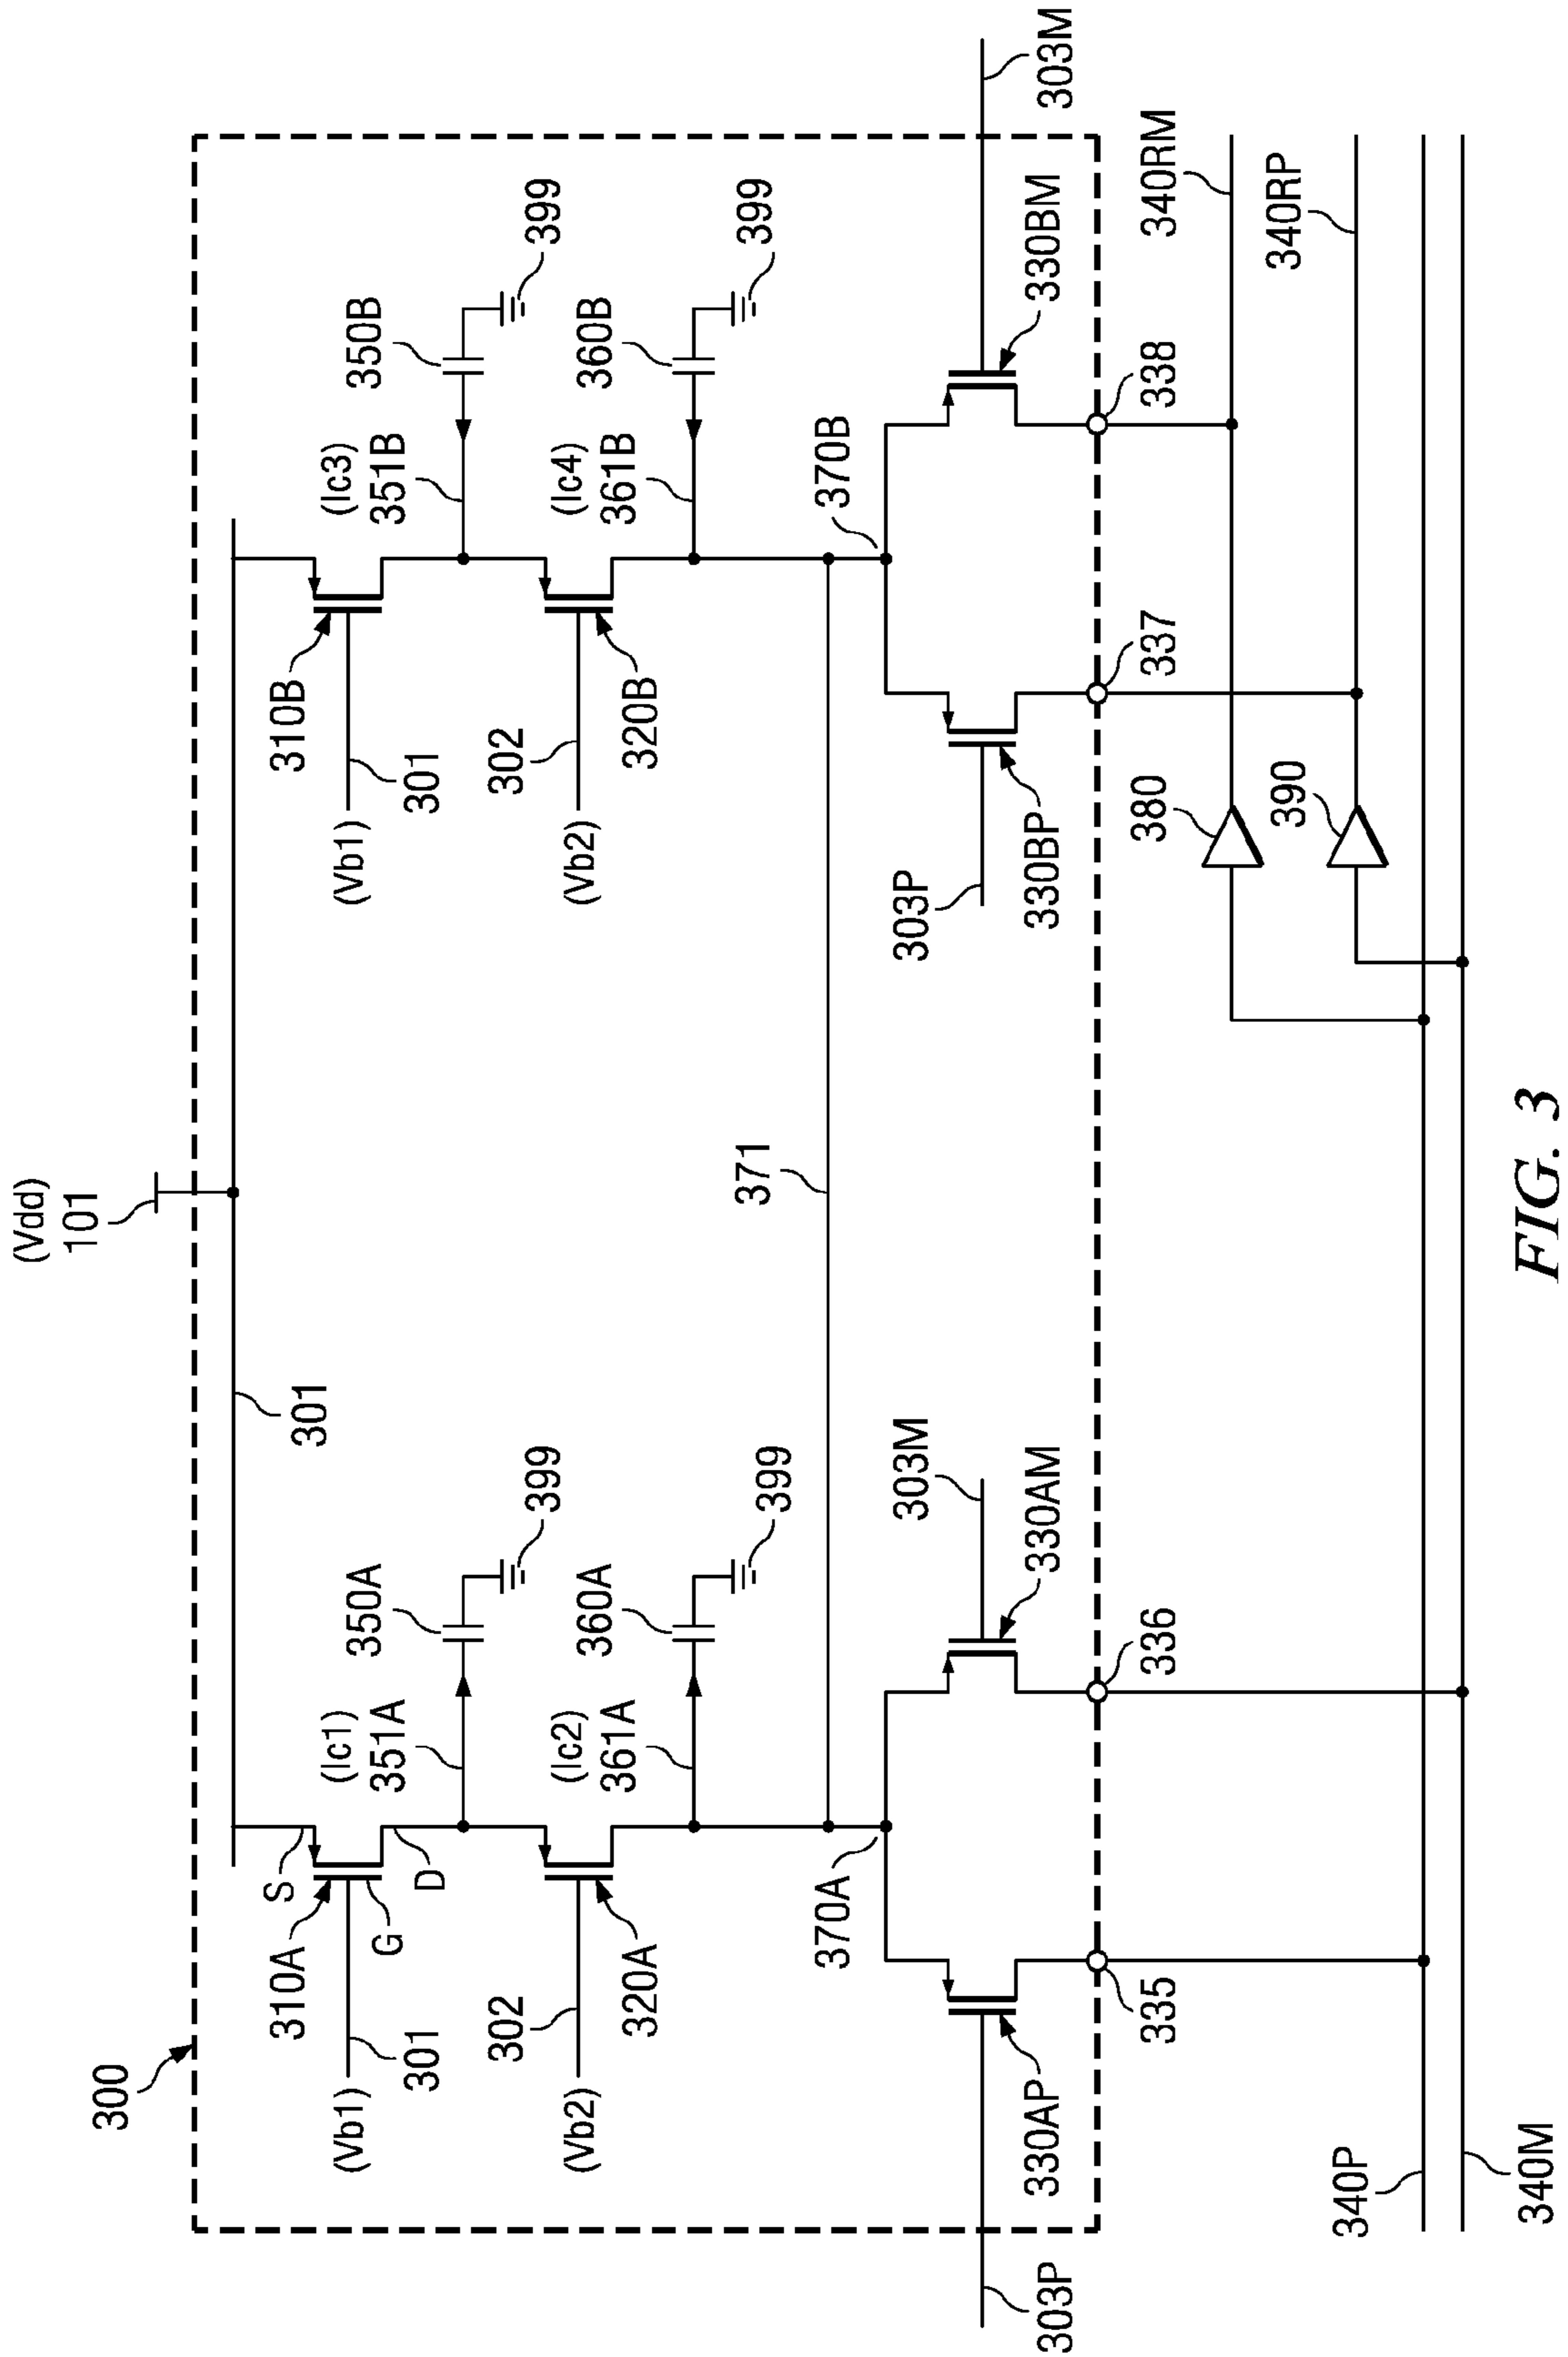 (Vdd)
101
300
301
S
310A
G
D
(Vb1)
301
(Ic1)
351A
350A
399
302
(Vb2)
320A
(Ic2)
361A
360A
399
310B
(Vb1)
301
(Ic3)
351B
350B
399
302
(Vb2)
320B
(Ic4)
361B
360B
399
371
370A
370B
303P
330AP
303M
330AM
303P
330BP
303M
330BM
335
336
337
338
380
390
340RM
340RP
340P
340M
FIG. 3